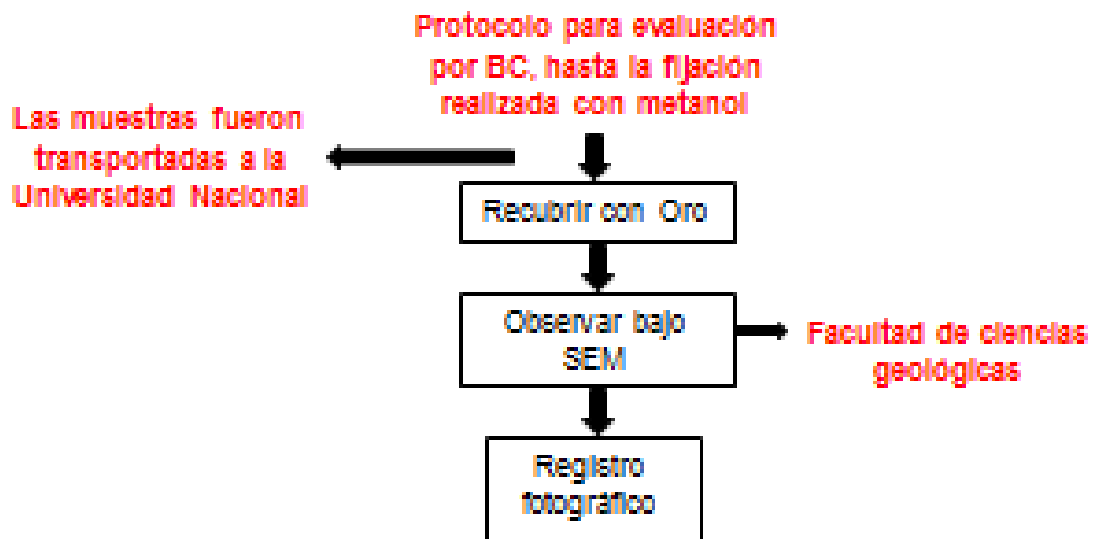 Protocolo para evaluación
por BC, hasta la fijación
realizada con metanol
Las muestras fueron
transportadas a la
Universidad Nacional
Recubrir con Oro
Observar bajo
SEM
Facultad de ciencias
geológicas
Registro
fotográfico